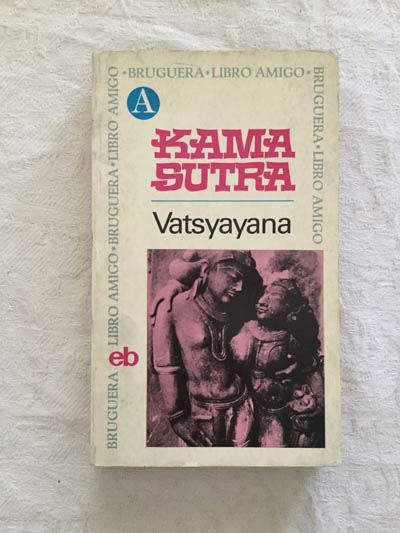 • BRUGUERA • LIBRO AMIGO •
BRUGUERA • LIBRO AMIGO
BRUGUERA • LIBRO AMIGO • BRUGUERA • LIBRO AMIGO
A
KAMA
SUTRA
Vatsyayana
eb